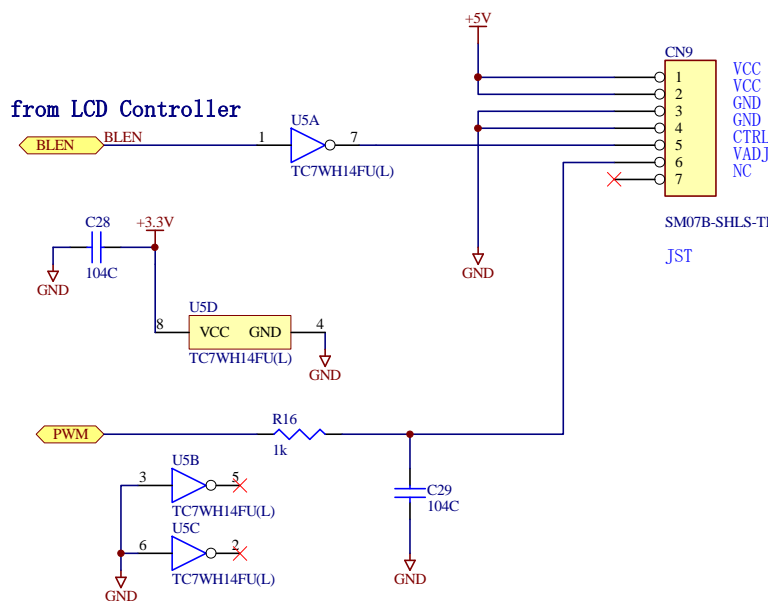 +5V
CN9
from LCD Controller
U5A
BLEN
BLEN
1
7
TC7WH14FU(L)
1
2
3
4
5
6
7
VCC
VCC
GND
GND
CTRL
VADJ
NC
SM07B-SHLS-T
JST
GND
C28
104C
GND
+3.3V
U5D
8
VCC
GND
4
TC7WH14FU(L)
GND
PWM
R16
1k
C29
104C
GND
U5B
3
5
TC7WH14FU(L)
U5C
6
2
TC7WH14FU(L)
GND